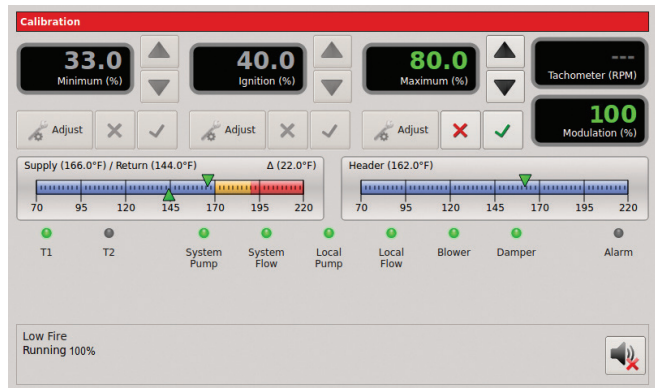 Calibration
33.0
Minimum (%)
40.0
Ignition (%)
80.0
Maximum (%)
---
Tachometer (RPM)
Adjust
Adjust
Adjust
100
Modulation (%)
Supply (166.0°F) / Return (144.0°F) Δ (22.0°F)
70 95 120 145 170 195 220
Header (162.0°F)
70 95 120 145 170 195 220
T1
T2
System Pump
System Flow
Local Pump
Local Flow
Blower
Damper
Alarm
Low Fire
Running 100%